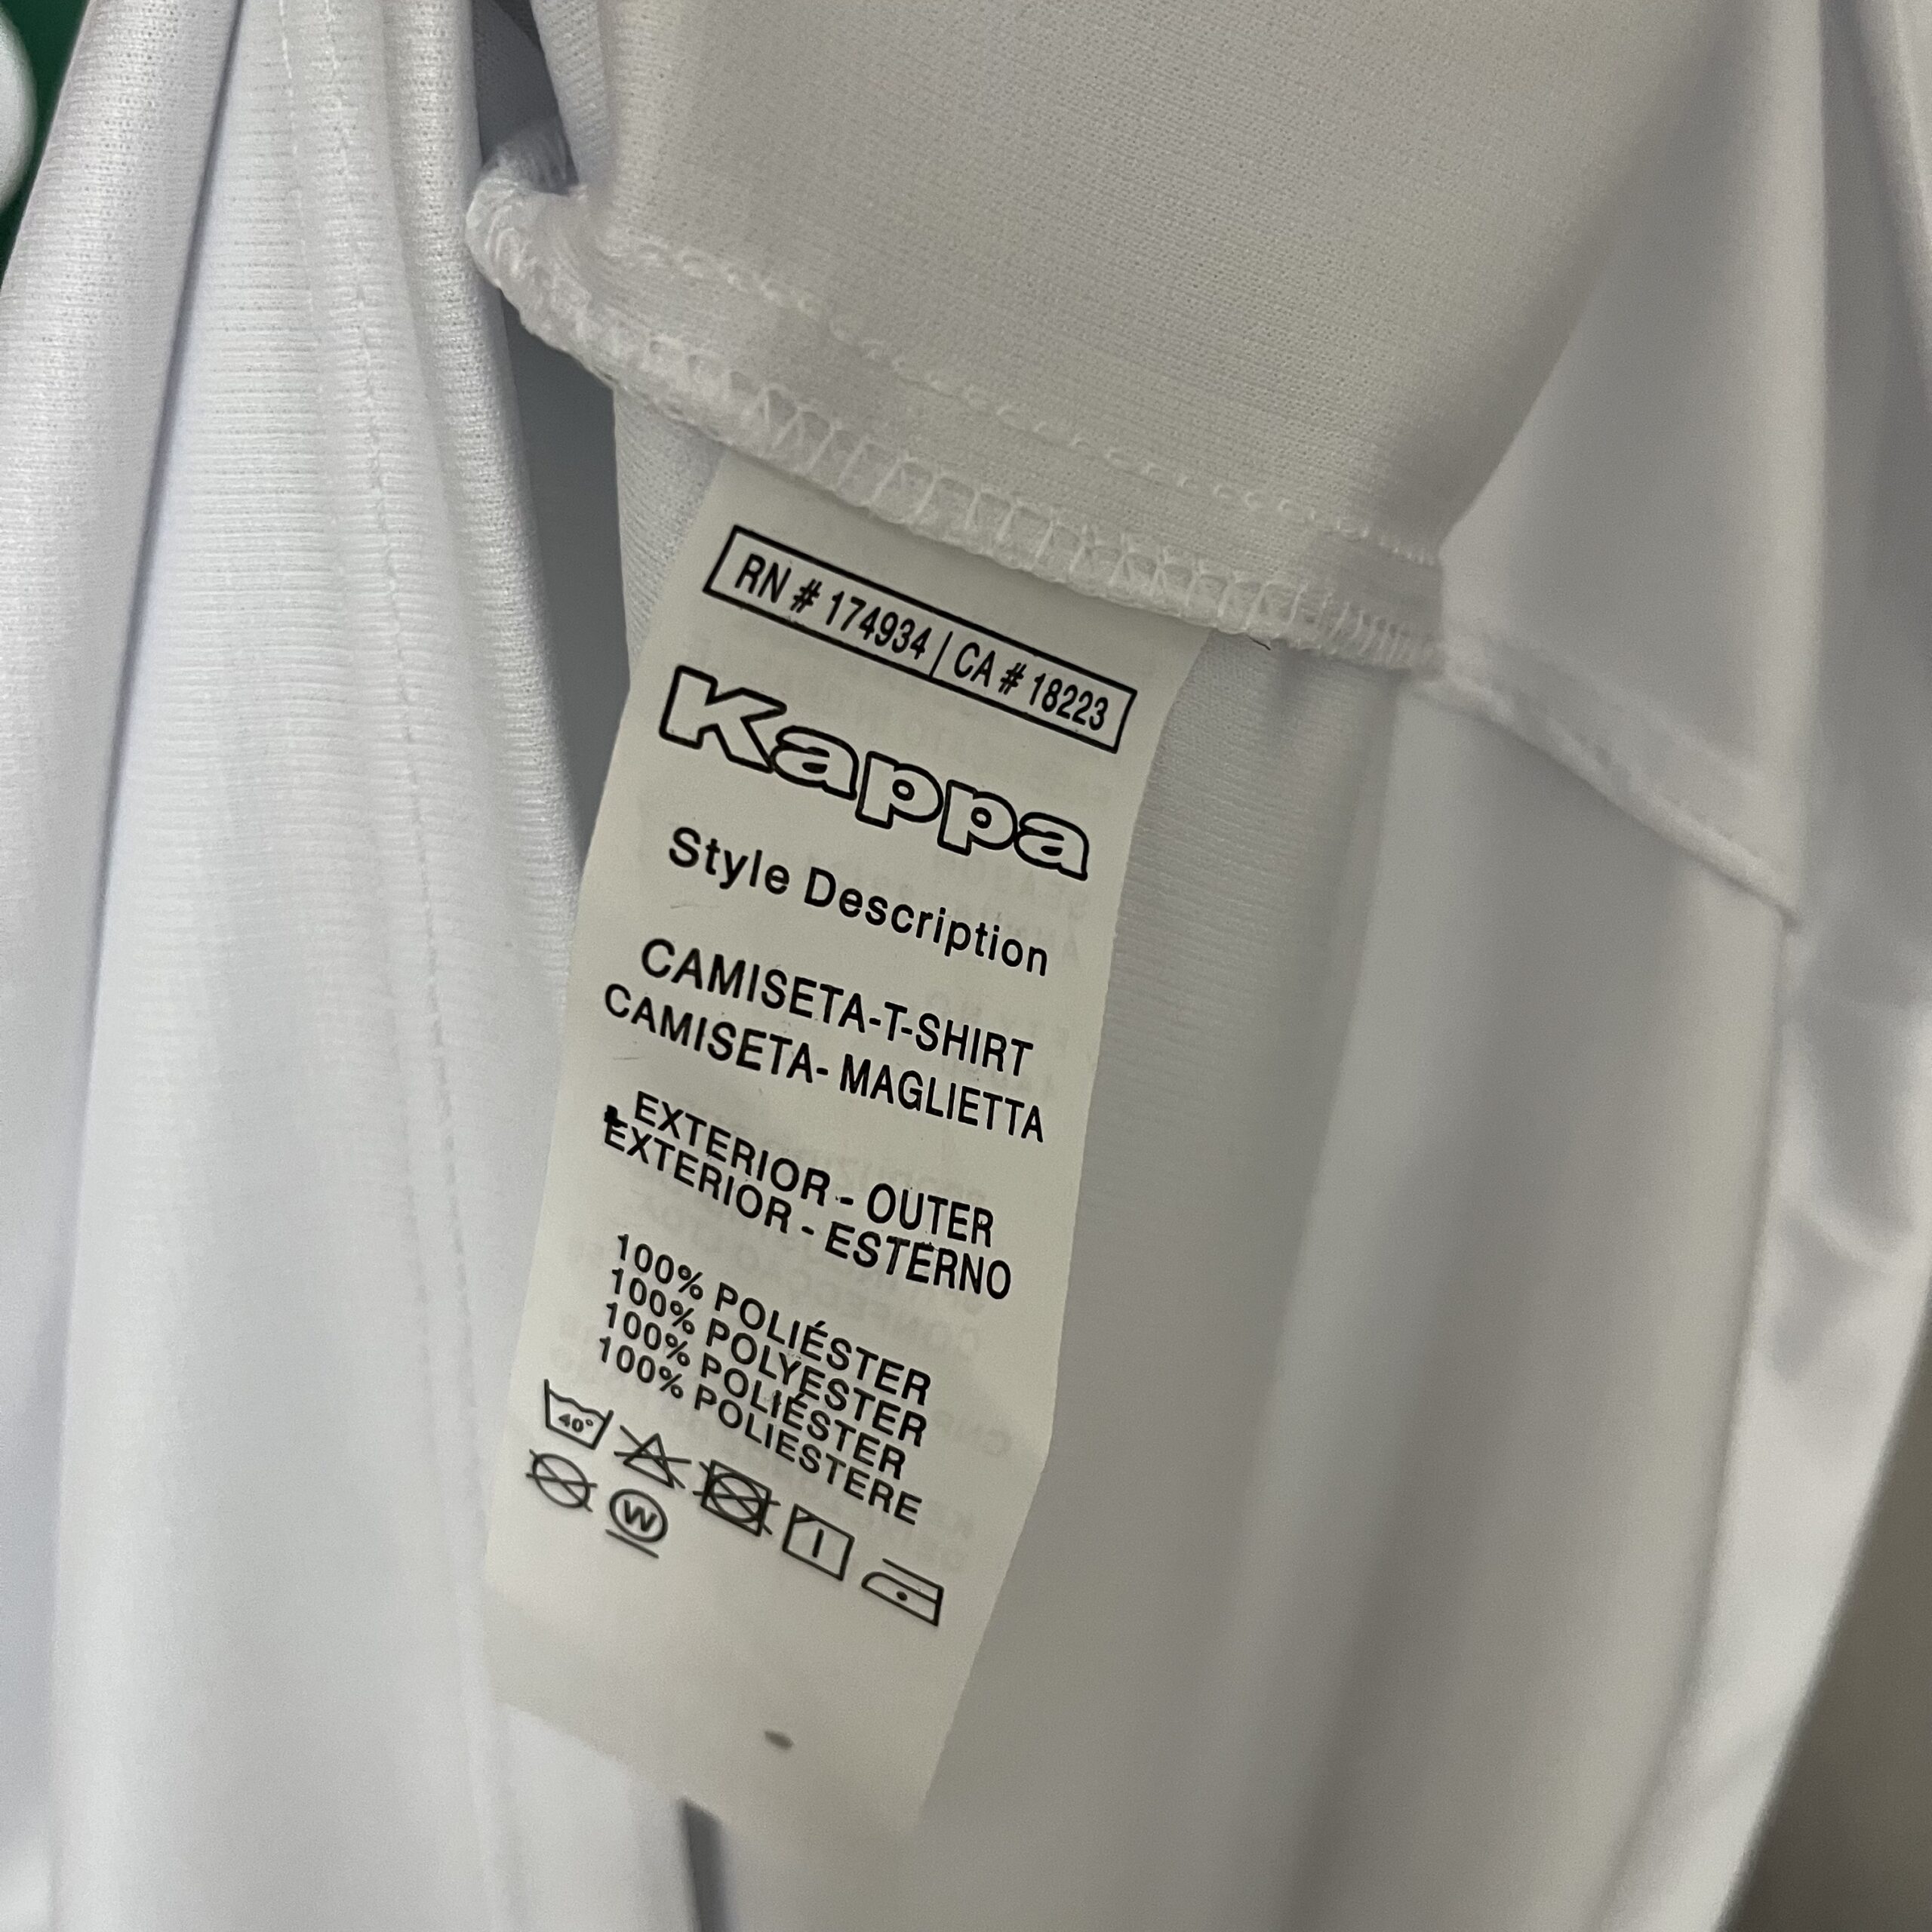 RN # 174934 | CA # 18223
Kappa
Style Description
CAMISETA-T-SHIRT
CAMISETA- MAGLIETTA
EXTERIOR - OUTER
EXTERIOR - ESTERNO
100% POLIÉSTER
100% POLYESTER
100% POLIÉSTER
100% POLIESTERE
40°
W